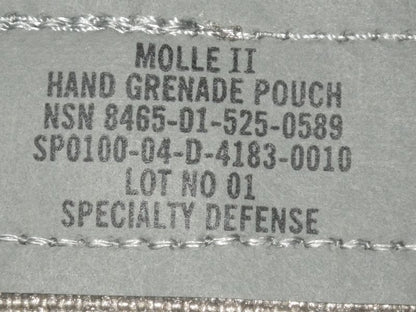 MOLLE II
HAND GRENADE POUCH
NSN 8465-01-525-0589
SP0100-04-D-4183-0010
LOT NO 01
SPECIALTY DEFENSE